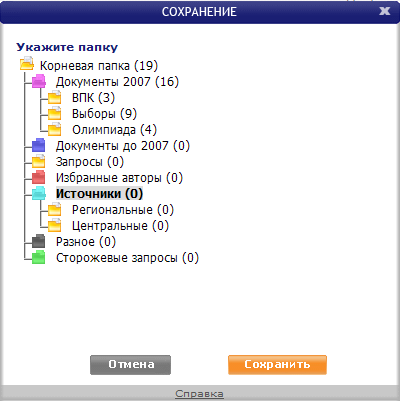 СОХРАНЕНИЕ
Укажите папку
Корневая папка (19)
Документы 2007 (16)
ВПК (3)
Выборы (9)
Олимпиада (4)
Документы до 2007 (0)
Запросы (0)
Избранные авторы (0)
Источники (0)
Региональные (0)
Центральные (0)
Разное (0)
Сторожевые запросы (0)
Отмена Сохранить
Справка